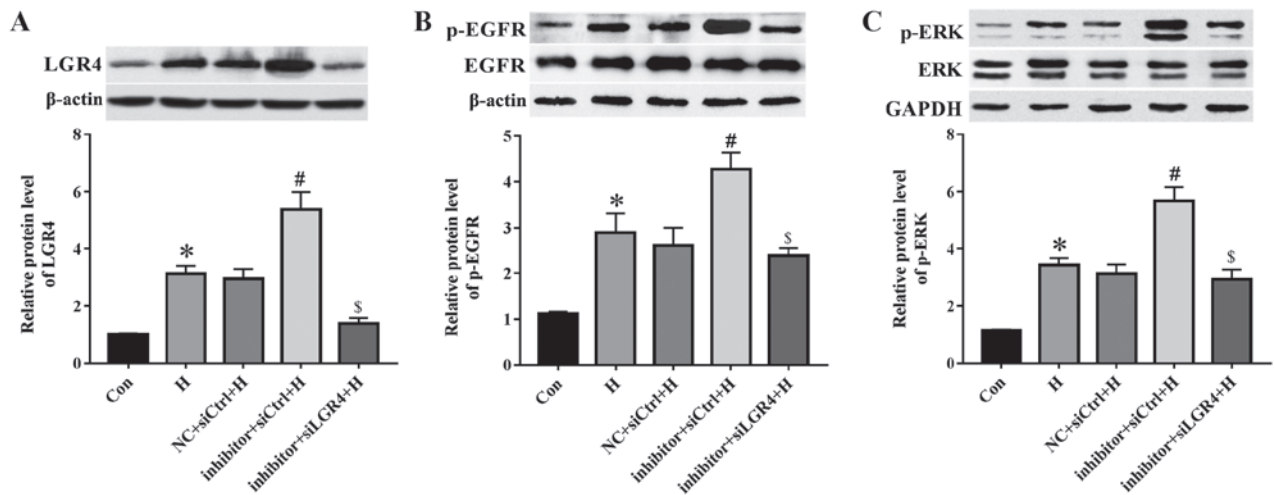 A
LGR4
β-actin
Relative protein level
of LGR4
8
6
4
2
0
*
#
$
Con
H
NC+siCtrl+H
inhibitor+siCtrl+H
inhibitor+siLGR4+H
B
p-EGFR
EGFR
β-actin
Relative protein level
of p-EGFR
5
4
3
2
1
0
*
#
$
Con
H
NC+siCtrl+H
inhibitor+siCtrl+H
inhibitor+siLGR4+H
C
p-ERK
ERK
GAPDH
Relative protein level
of p-ERK
8
6
4
2
0
*
#
$
Con
H
NC+siCtrl+H
inhibitor+siCtrl+H
inhibitor+siLGR4+H